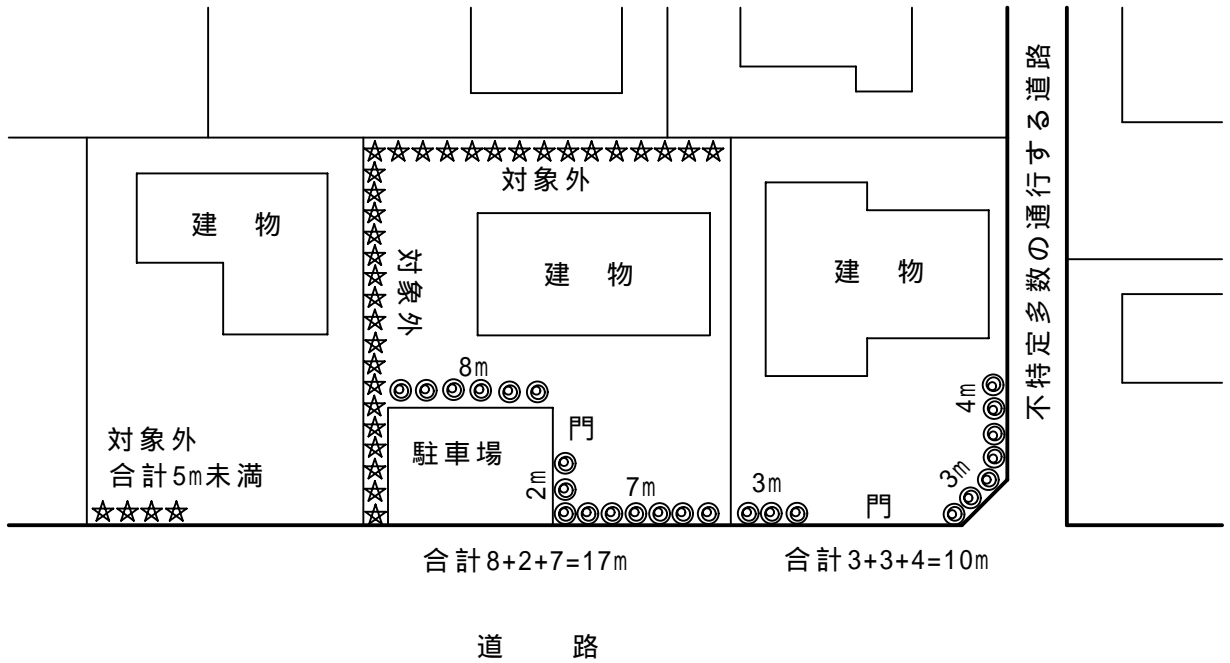 不特定多数の通行する道路
対象外
建　物
建　物
建　物
対象外
8m
4m
対象外
合計5m未満
駐車場
門
2m
7m
3m
門
3m
合計8+2+7=17m
合計3+3+4=10m
道　路